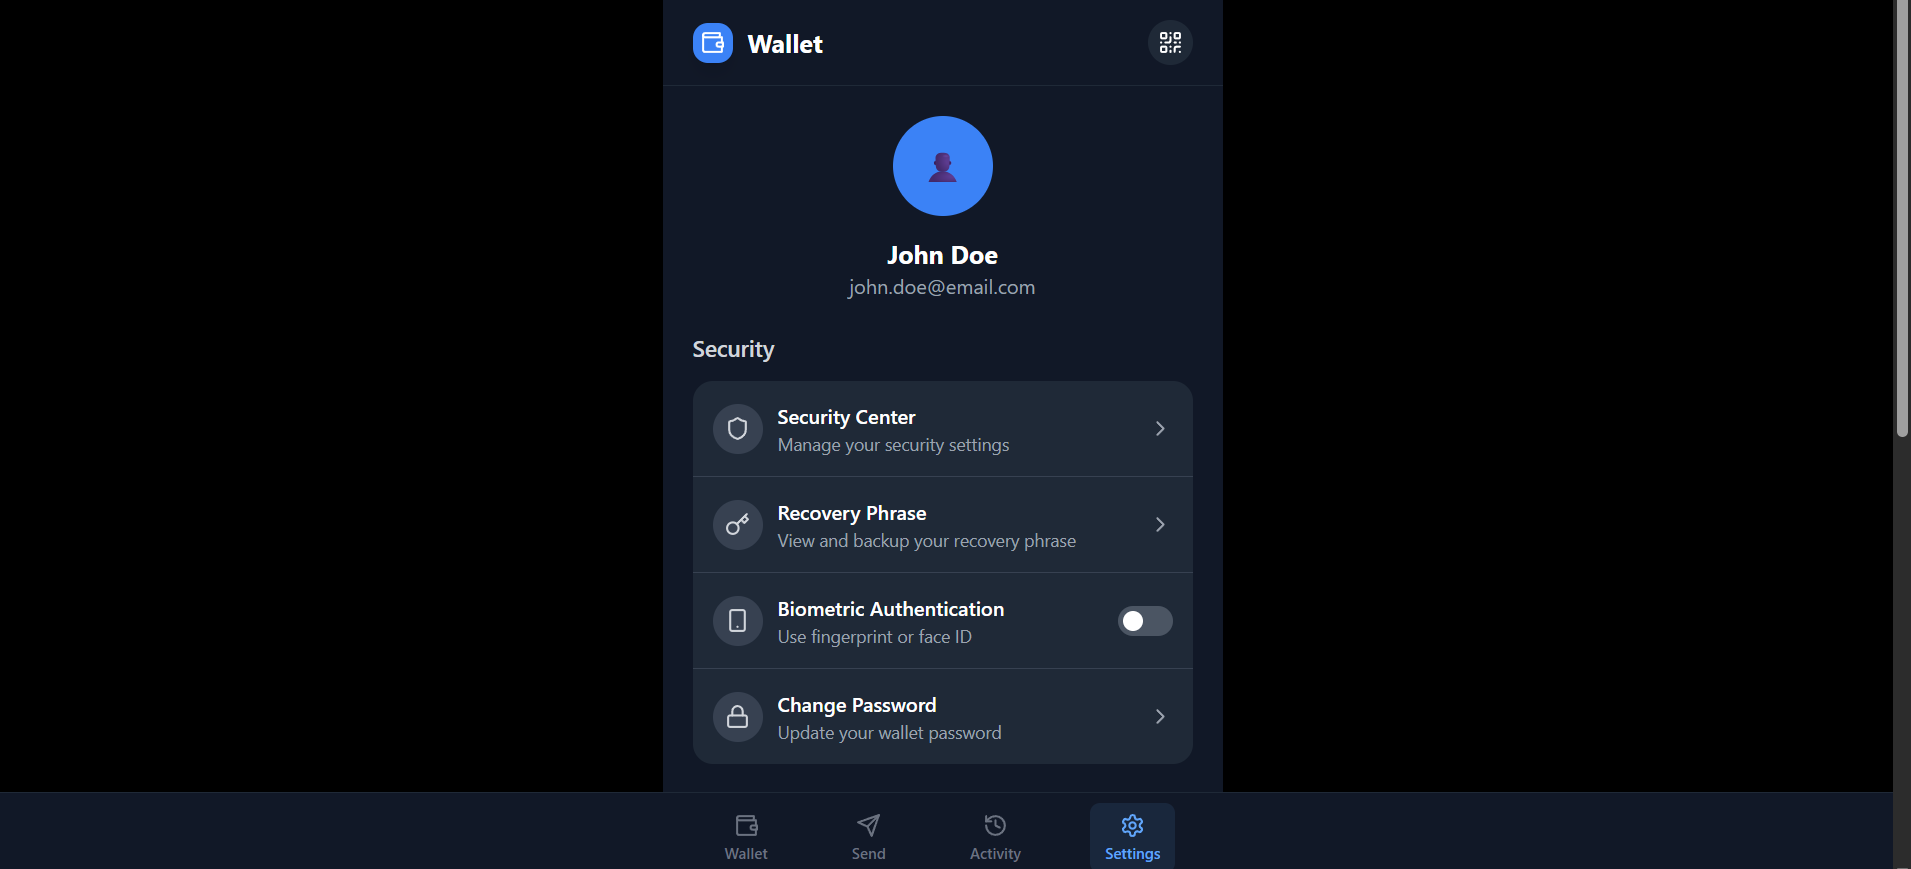 Wallet
John Doe
john.doe@email.com
Security
Security Center
Manage your security settings
Recovery Phrase
View and backup your recovery phrase
Biometric Authentication
Use fingerprint or face ID
Change Password
Update your wallet password
Wallet
Send
Activity
Settings